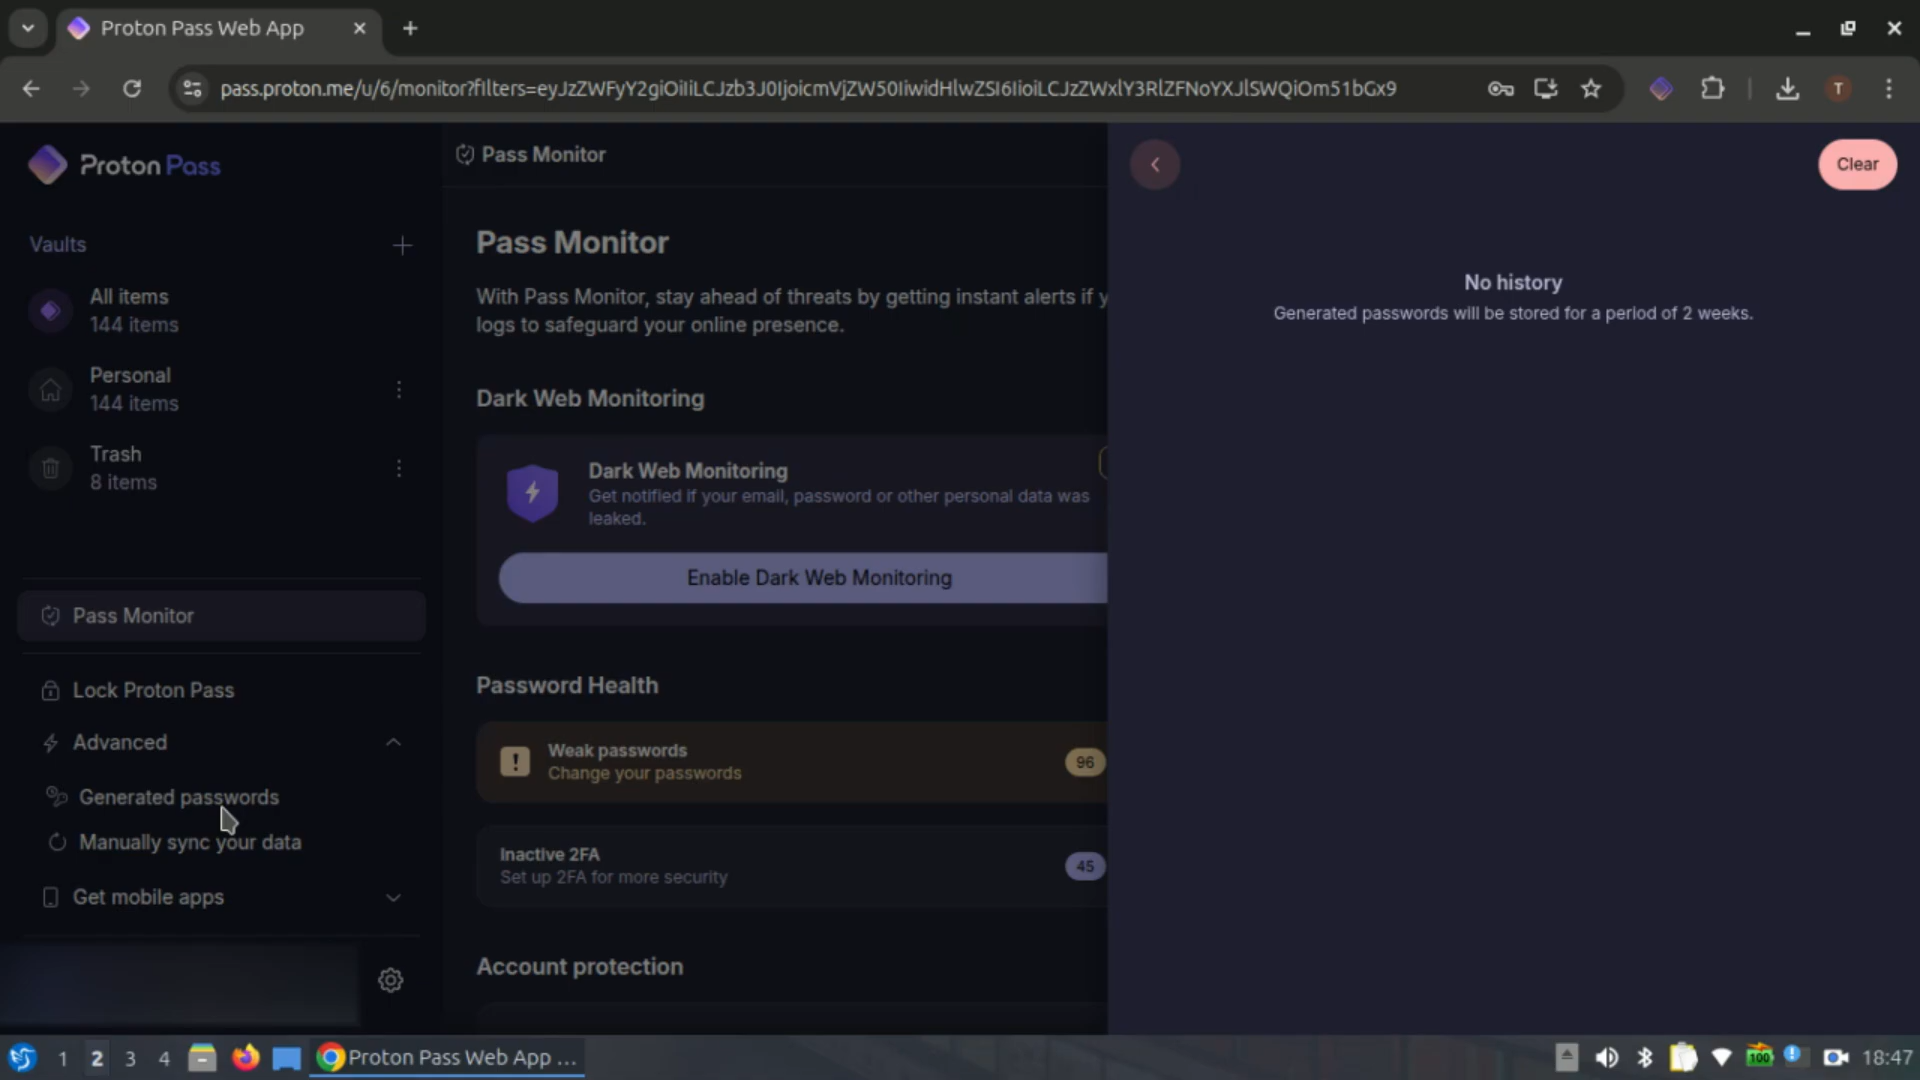 Proton Pass Web App
pass.proton.me/u/6/monitor?filters=eyJzZWFyY2giOiIiLCJzb3J0IjoicmVjZW50IiwidHlwZSI6IioiLCJzZWxlY3RlZFNoYXJlSWQiOm51bGx9
T
Proton Pass
Vaults
All items
144 items
Personal
144 items
Trash
8 items
Pass Monitor
Lock Proton Pass
Advanced
Generated passwords
Manually sync your data
Get mobile apps
Pass Monitor
Pass Monitor
With Pass Monitor, stay ahead of threats by getting instant alerts if y
logs to safeguard your online presence.
Dark Web Monitoring
Dark Web Monitoring
Get notified if your email, password or other personal data was
leaked.
Enable Dark Web Monitoring
Password Health
Weak passwords
Change your passwords
96
Inactive 2FA
Set up 2FA for more security
45
Account protection
Clear
No history
Generated passwords will be stored for a period of 2 weeks.
1 2 3 4 Proton Pass Web App ... 100 18:47